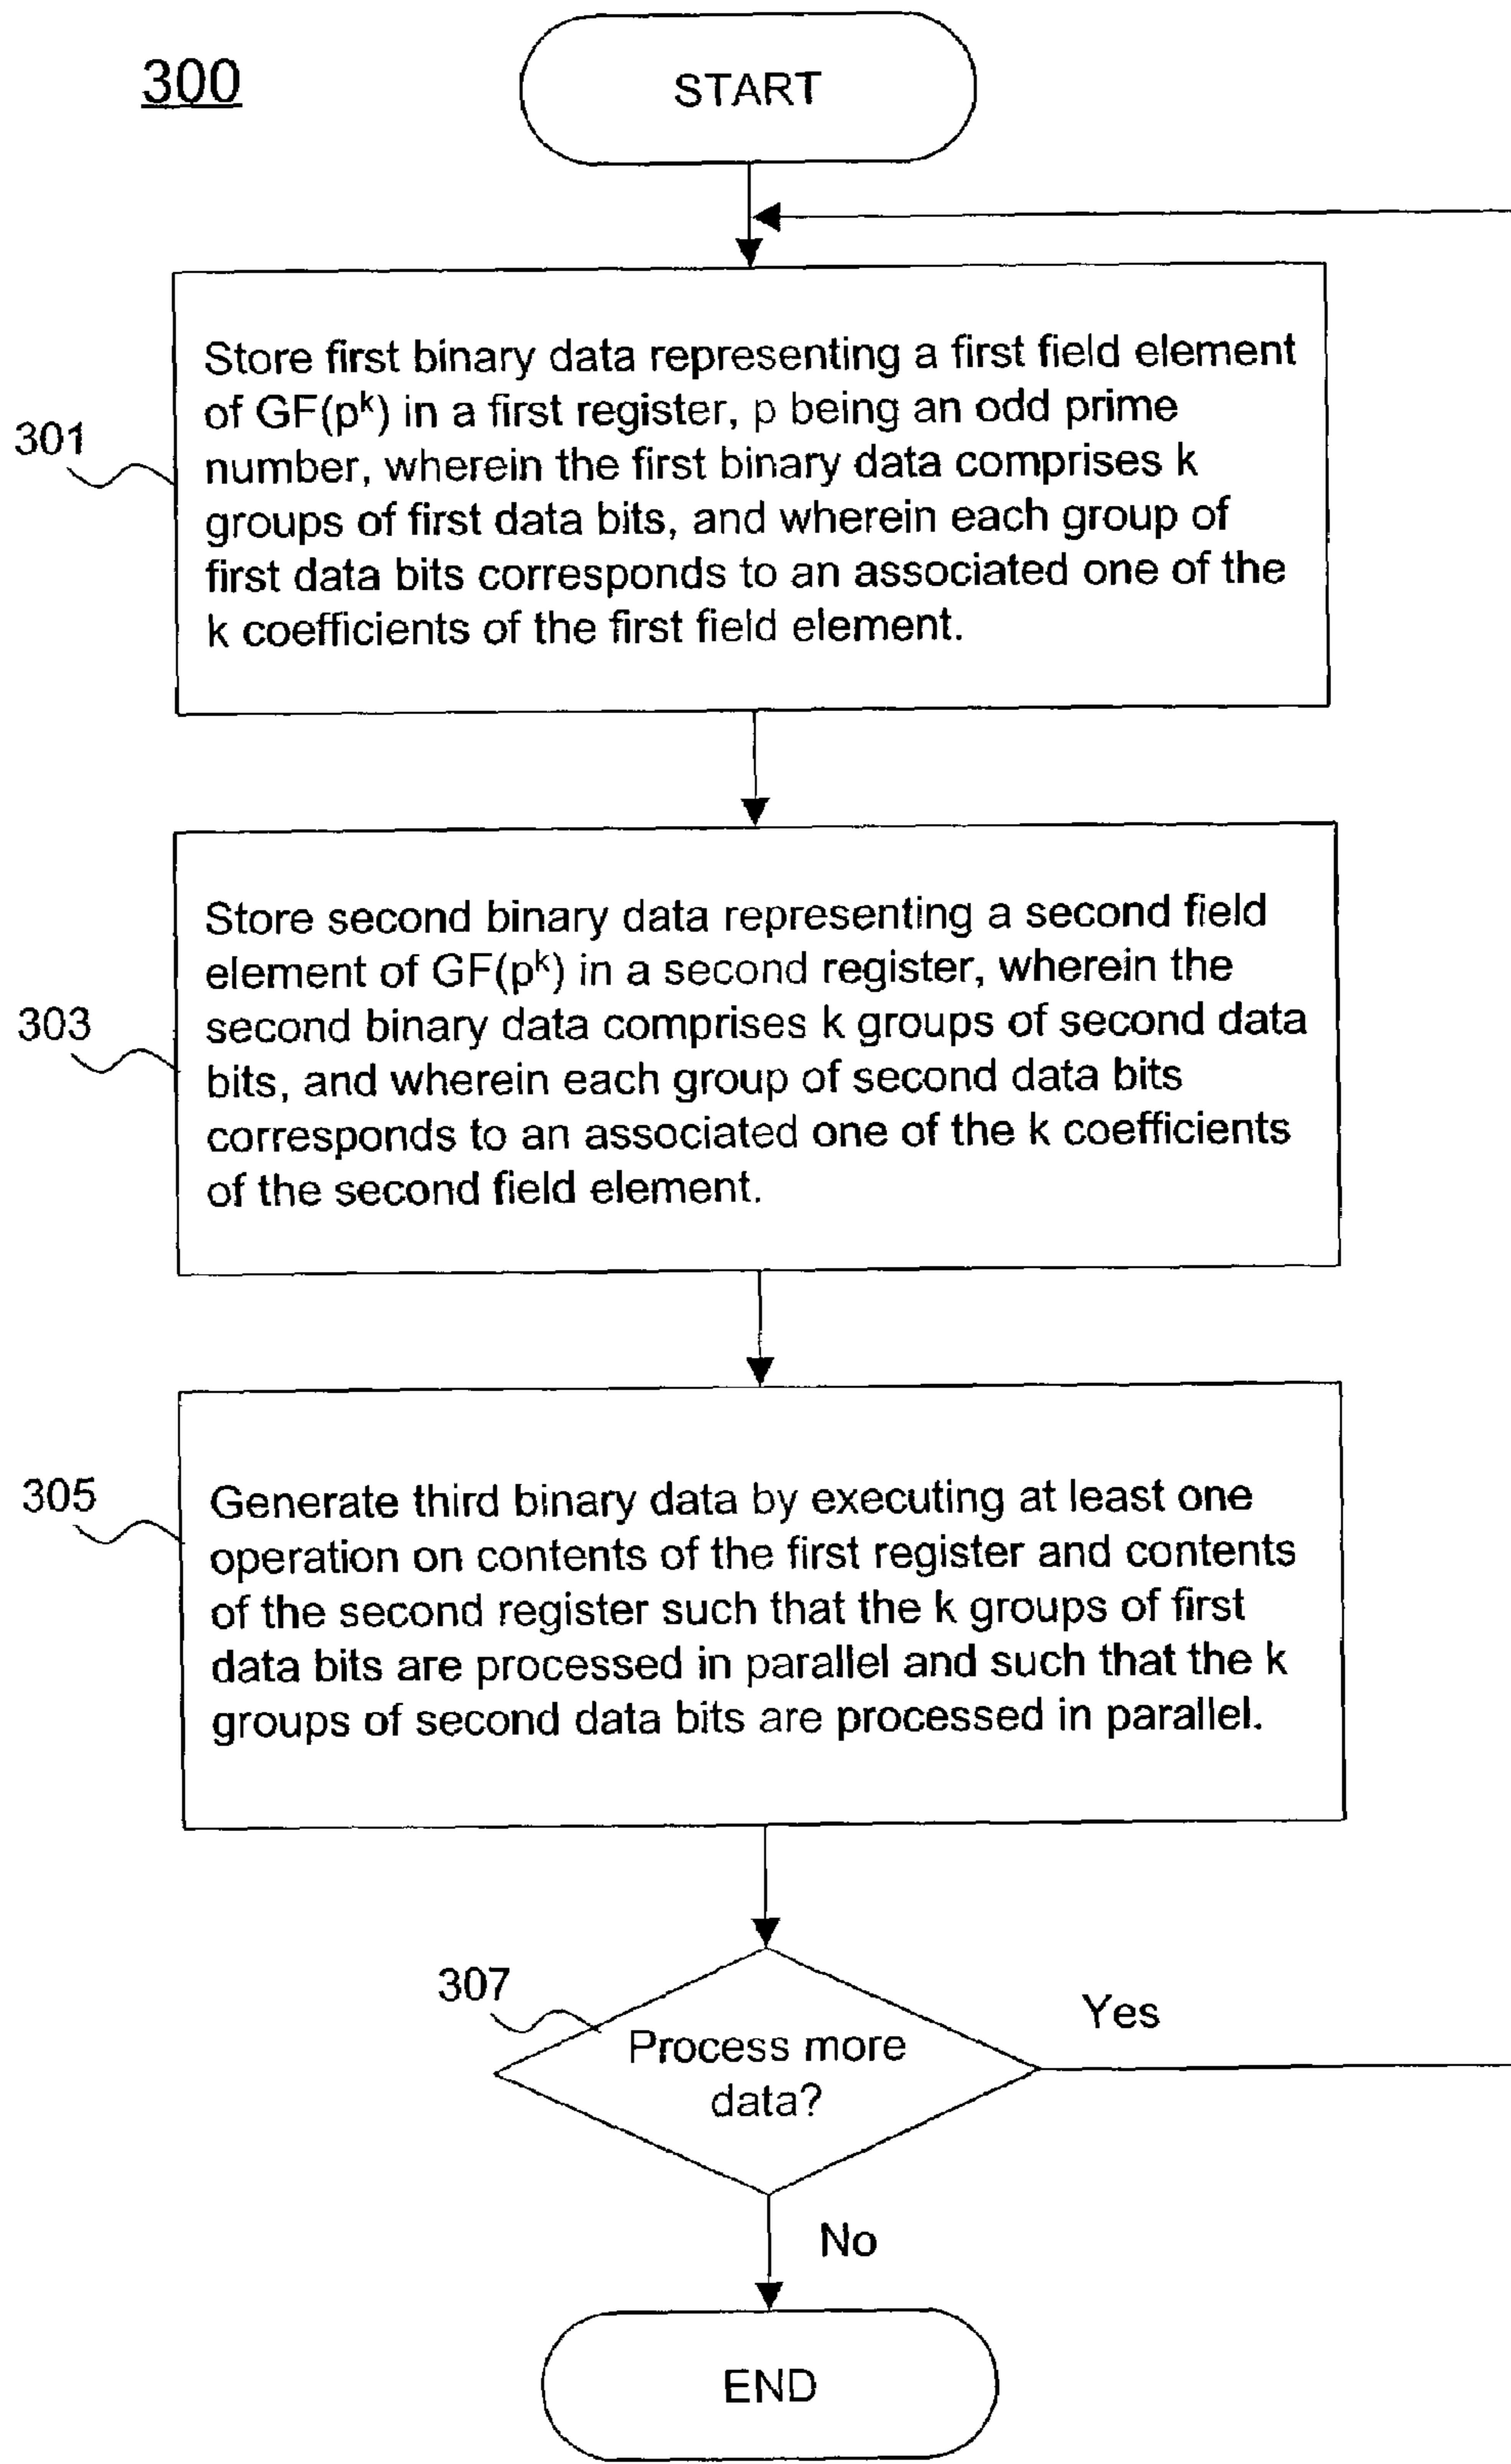 300
START
301
Store first binary data representing a first field element
of GF(pᵏ) in a first register, p being an odd prime
number, wherein the first binary data comprises k
groups of first data bits, and wherein each group of
first data bits corresponds to an associated one of the
k coefficients of the first field element.
303
Store second binary data representing a second field
element of GF(pᵏ) in a second register, wherein the
second binary data comprises k groups of second data
bits, and wherein each group of second data bits
corresponds to an associated one of the k coefficients
of the second field element.
305
Generate third binary data by executing at least one
operation on contents of the first register and contents
of the second register such that the k groups of first
data bits are processed in parallel and such that the k
groups of second data bits are processed in parallel.
307
Process more
data?
Yes
No
END